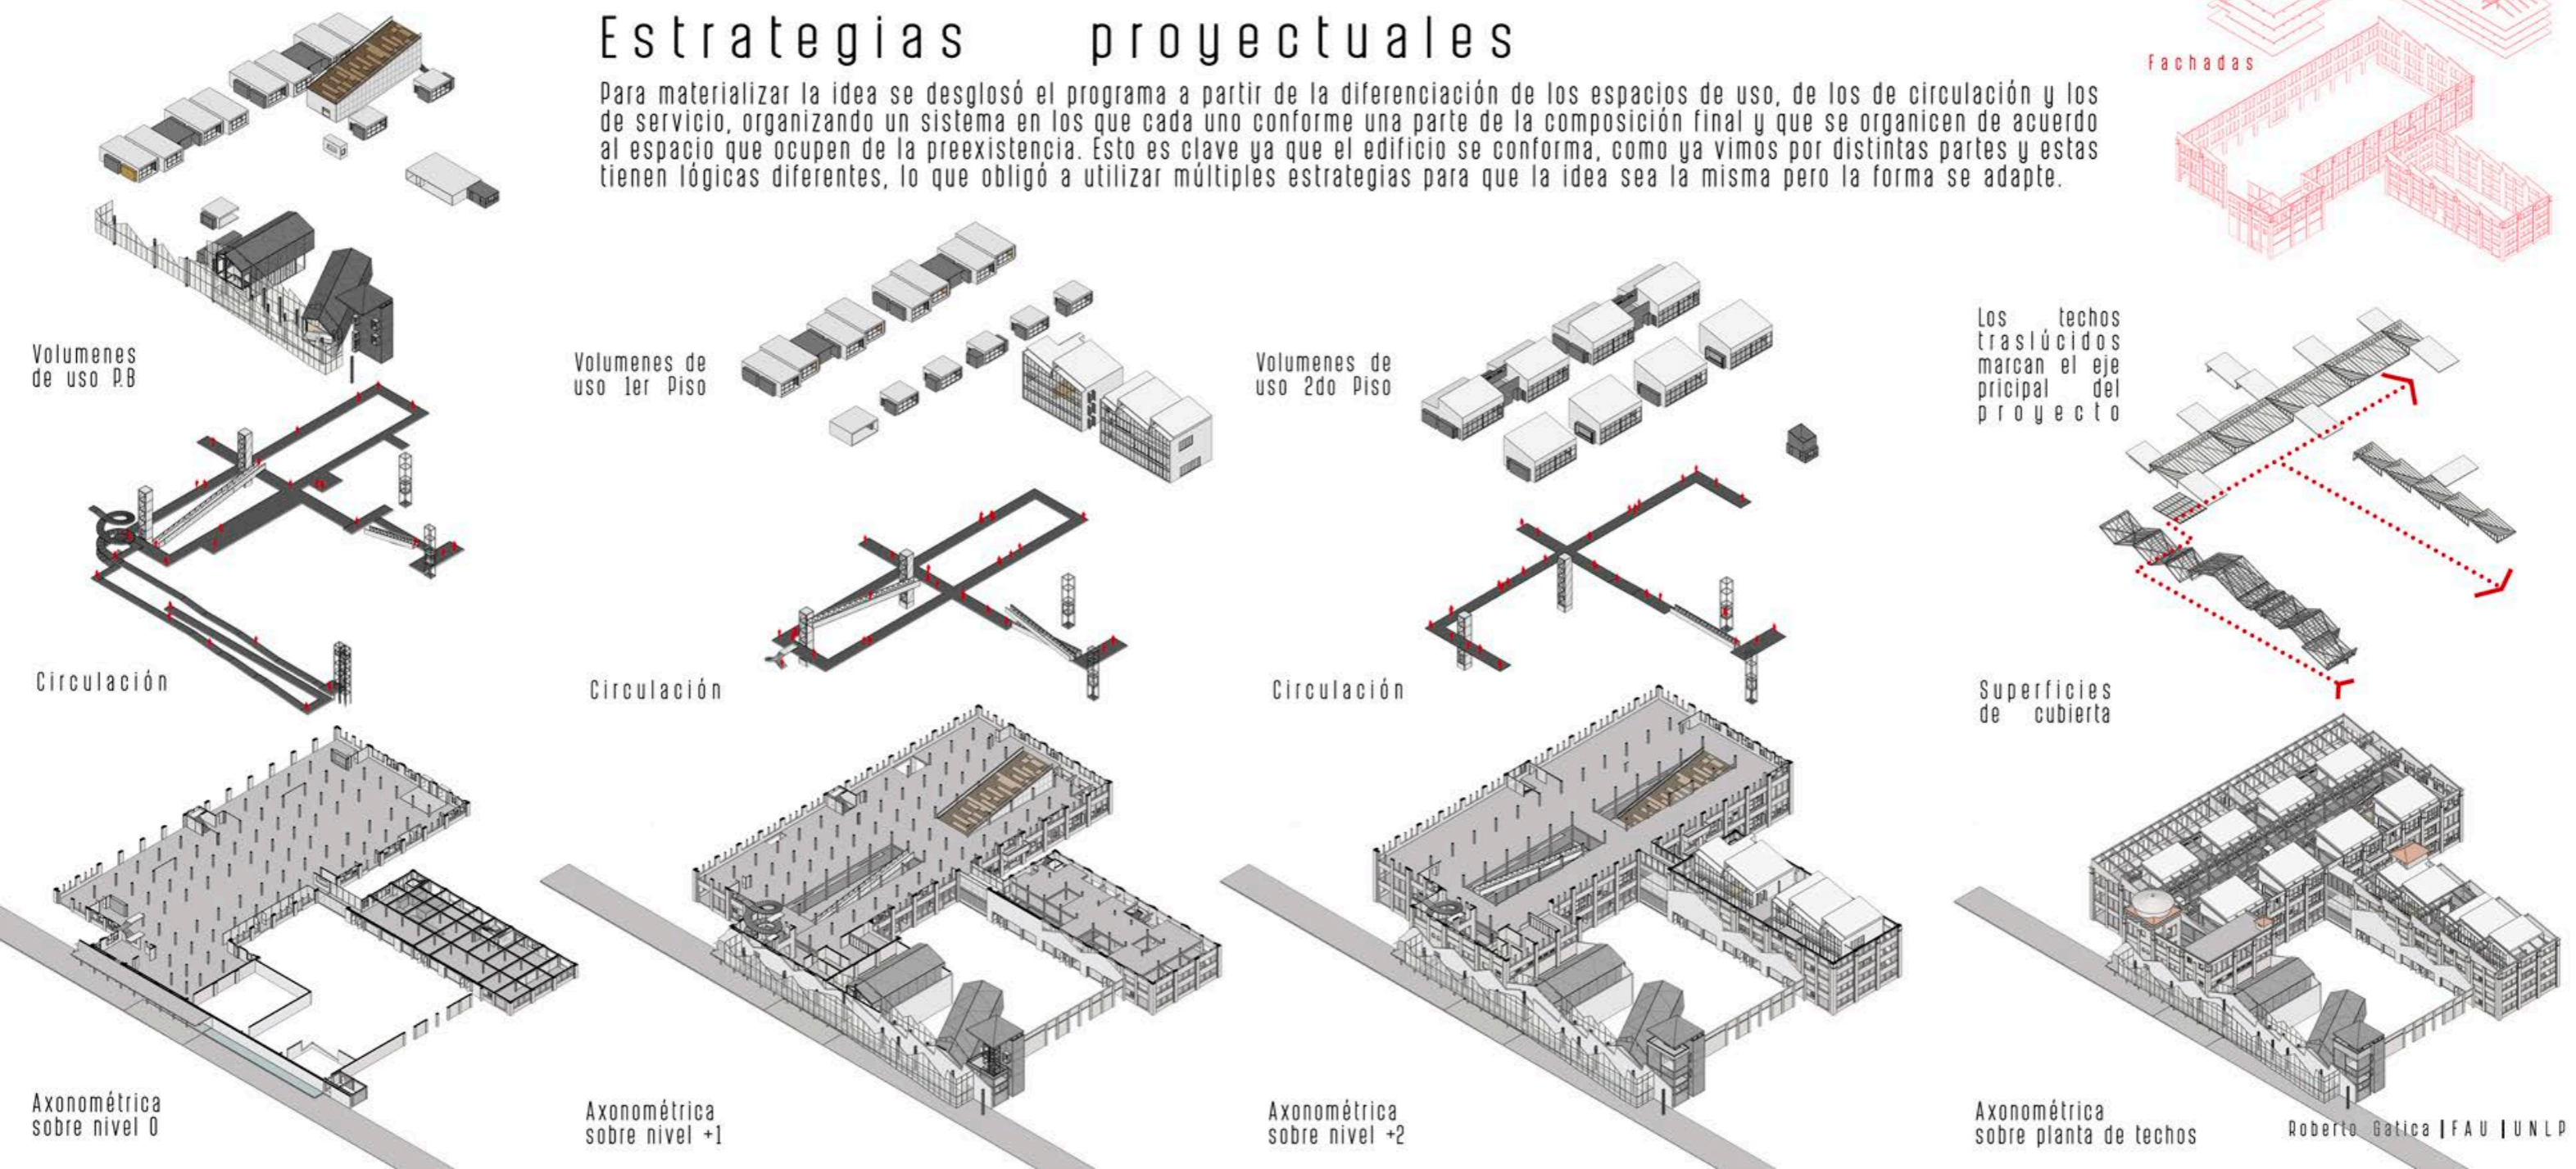 Estrategias proyectuales
Para materializar la idea se desglosó el programa a partir de la diferenciación de los espacios de uso, de los de circulación y los
de servicio, organizando un sistema en los que cada uno conforme una parte de la composición final y que se organicen de acuerdo
al espacio que ocupen de la preexistencia. Esto es clave ya que el edificio se conforma, como ya vimos por distintas partes y estas
tienen lógicas diferentes, lo que obligó a utilizar múltiples estrategias para que la idea sea la misma pero la forma se adapte.
Fachadas
Volumenes
de uso P.B
Volumenes de
uso 1er Piso
Volumenes de
uso 2do Piso
Los techos
traslúcidos
marcan el eje
pricipal del
proyecto
Circulación
Circulación
Circulación
Superficies
de cubierta
Axonométrica
sobre nivel 0
Axonométrica
sobre nivel +1
Axonométrica
sobre nivel +2
Axonométrica
sobre planta de techos
Roberto Gatica | FAU | UNLP